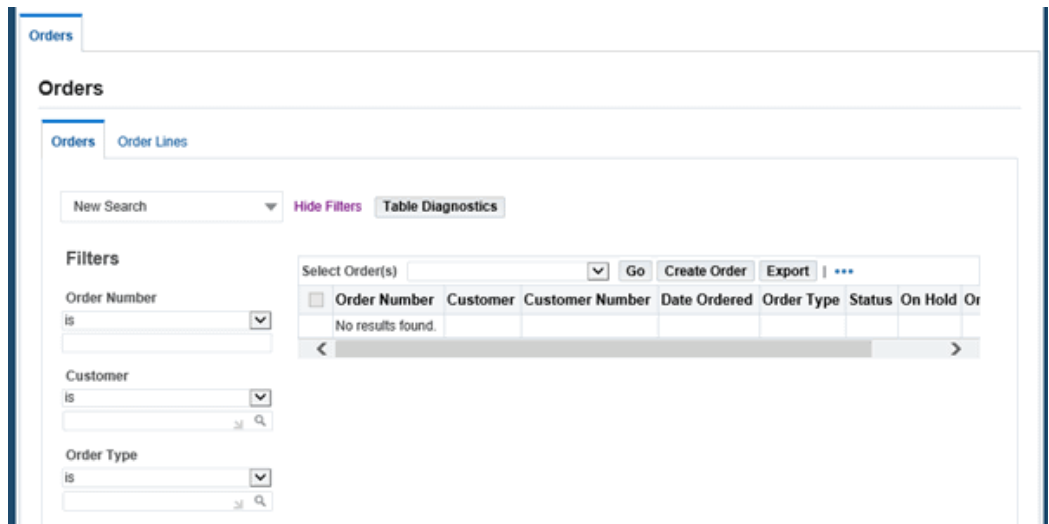 Orders
Orders
Orders Order Lines
New Search Hide Filters Table Diagnostics
Filters
Select Order(s) Go Create Order Export | •••
Order Number Customer Customer Number Date Ordered Order Type Status On Hold Or
No results found.
Order Number
is
Customer
is
Order Type
is